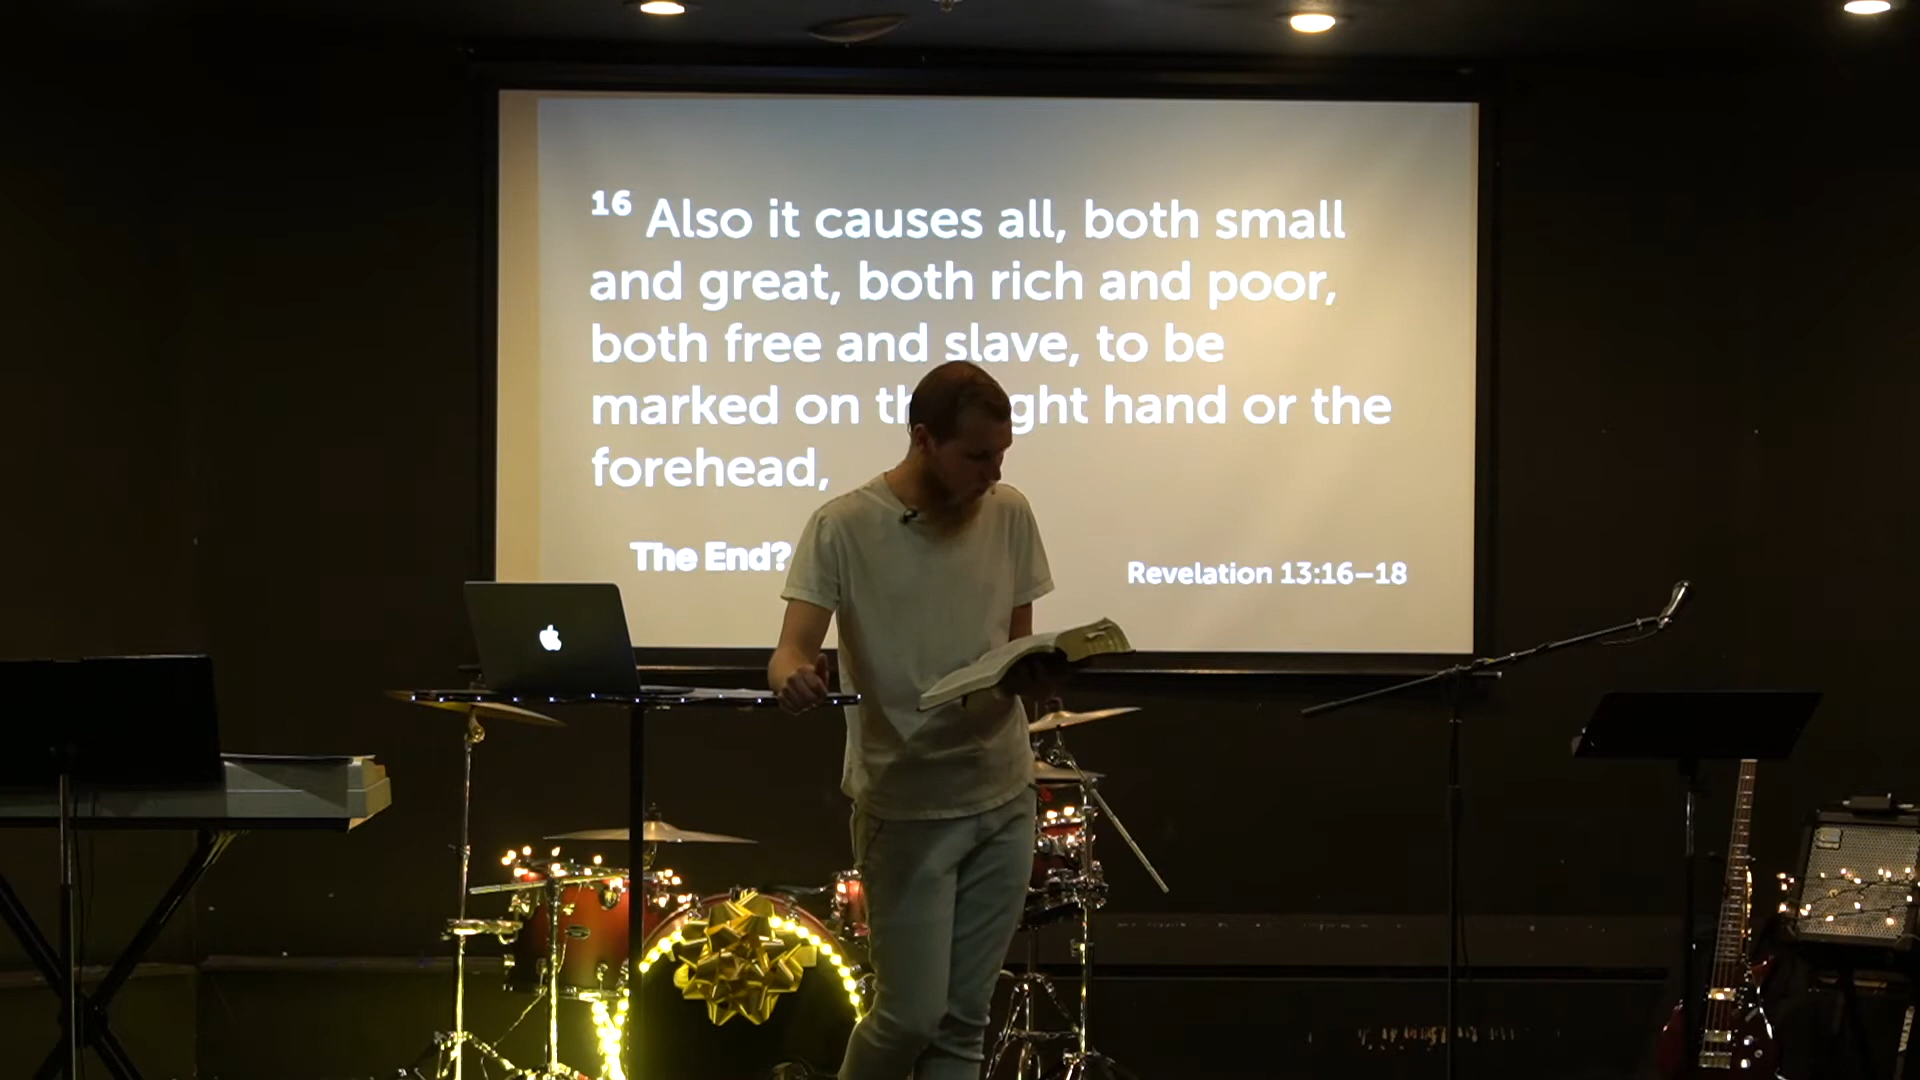 16 Also it causes all, both small
and great, both rich and poor,
both free and slave, to be
marked on ght hand or the
forehead,
The End?
Revelation 13:16–18